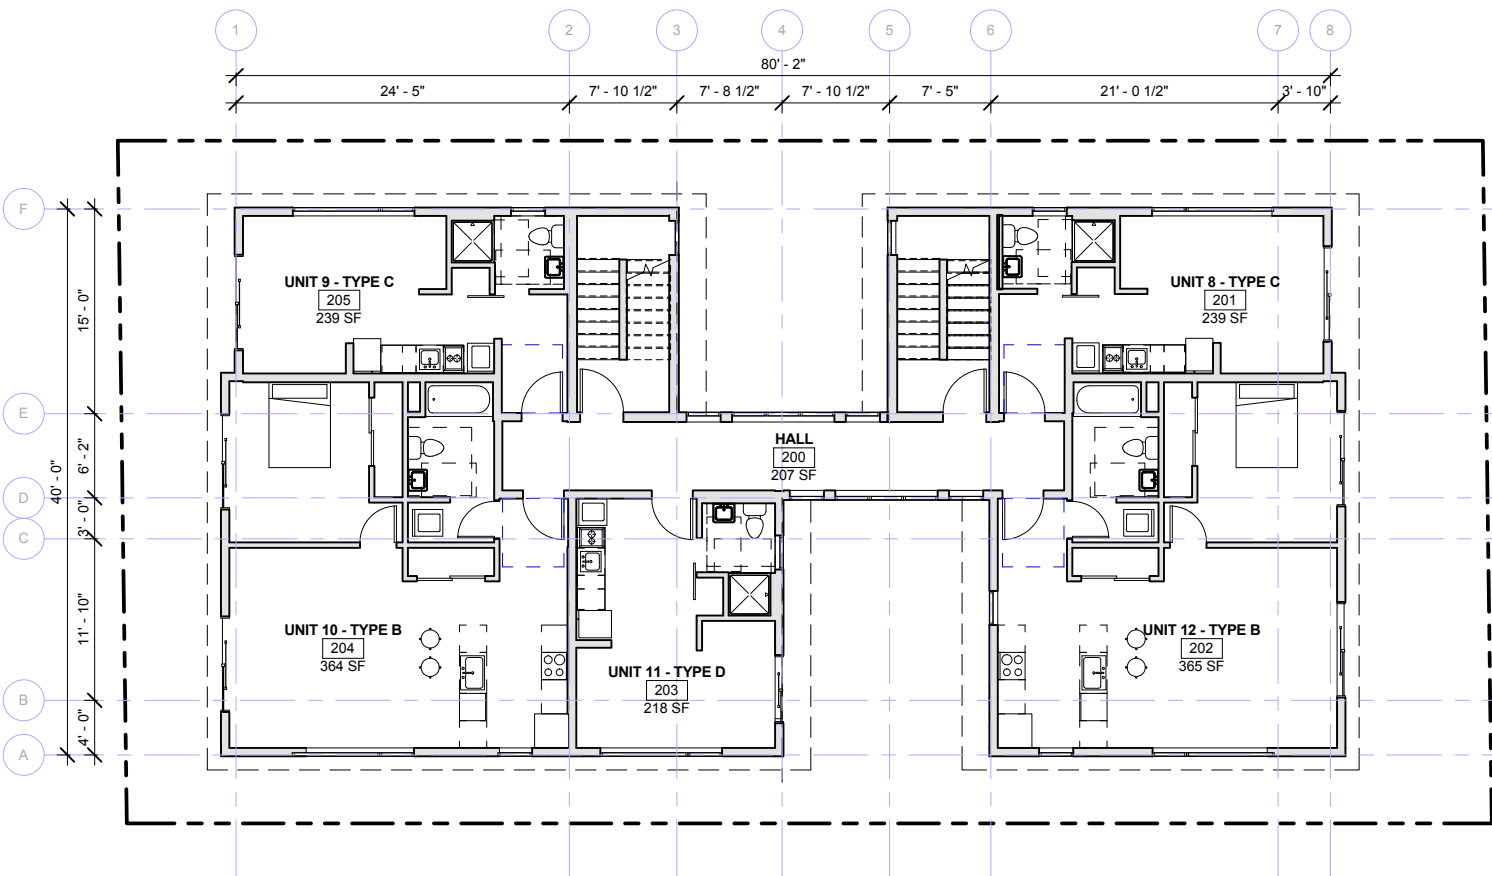 1 2 3 4 5 6 7 8
80' - 2"
24' - 5" 7' - 10 1/2" 7' - 8 1/2" 7' - 10 1/2" 7' - 5" 21' - 0 1/2" 3' - 10"
F
E
D
C
B
A
40' - 0"
15' - 0"
6' - 2"
3' - 0"
11' - 10"
4' - 0"
UNIT 9 - TYPE C
205
239 SF
UNIT 8 - TYPE C
201
239 SF
HALL
200
207 SF
UNIT 10 - TYPE B
204
364 SF
UNIT 11 - TYPE D
203
218 SF
UNIT 12 - TYPE B
202
365 SF